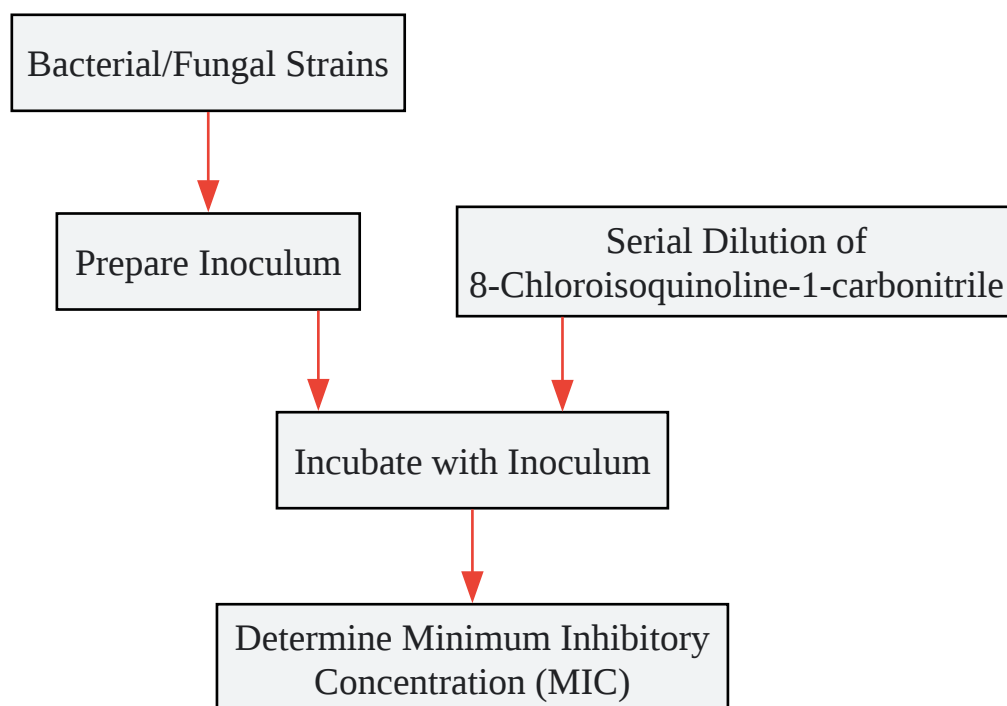 Bacterial/Fungal Strains
Prepare Inoculum
Serial Dilution of
8-Chloroisoquinoline-1-carbonitrile
Incubate with Inoculum
Determine Minimum Inhibitory
Concentration (MIC)